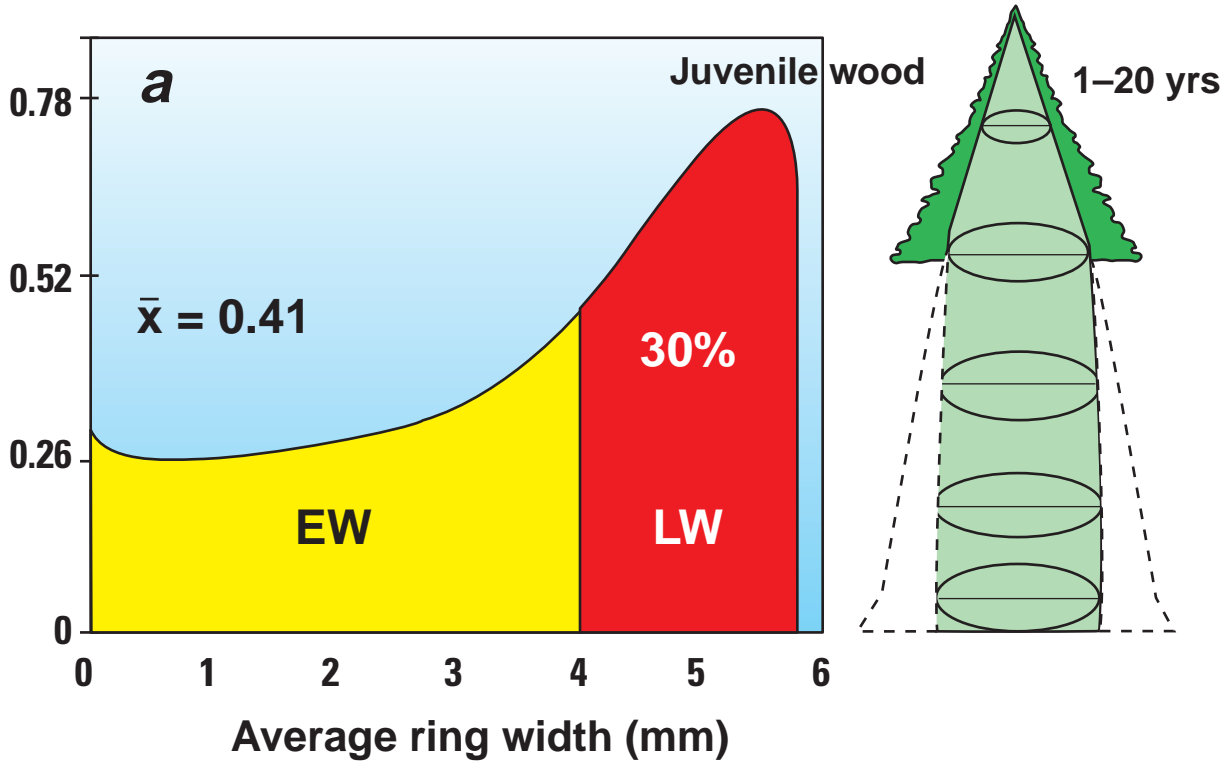 a
Juvenile wood
1–20 yrs
0.78
0.52
x̄ = 0.41
30%
0.26
EW
LW
0
0 1 2 3 4 5 6
Average ring width (mm)